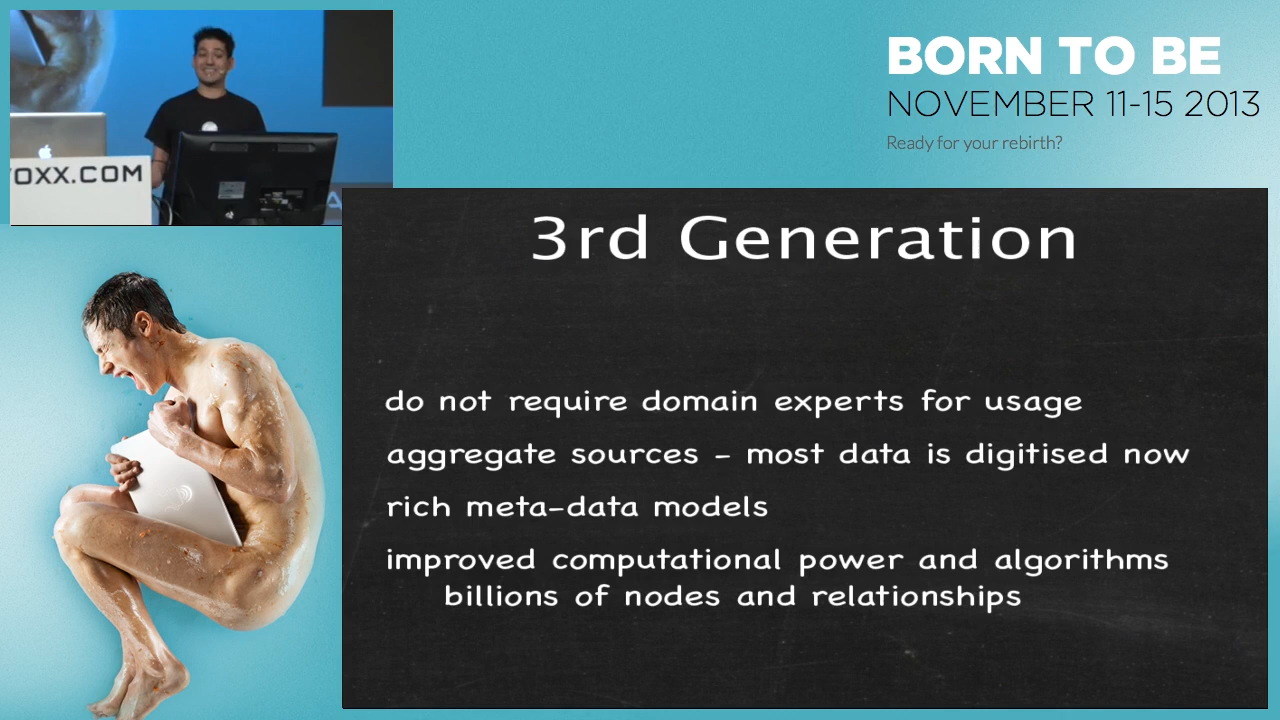 BORN TO BE
NOVEMBER 11-15 2013
Ready for your rebirth?
OXX.COM
3rd Generation
do not require domain experts for usage
aggregate sources - most data is digitised now
rich meta-data models
improved computational power and algorithms
billions of nodes and relationships